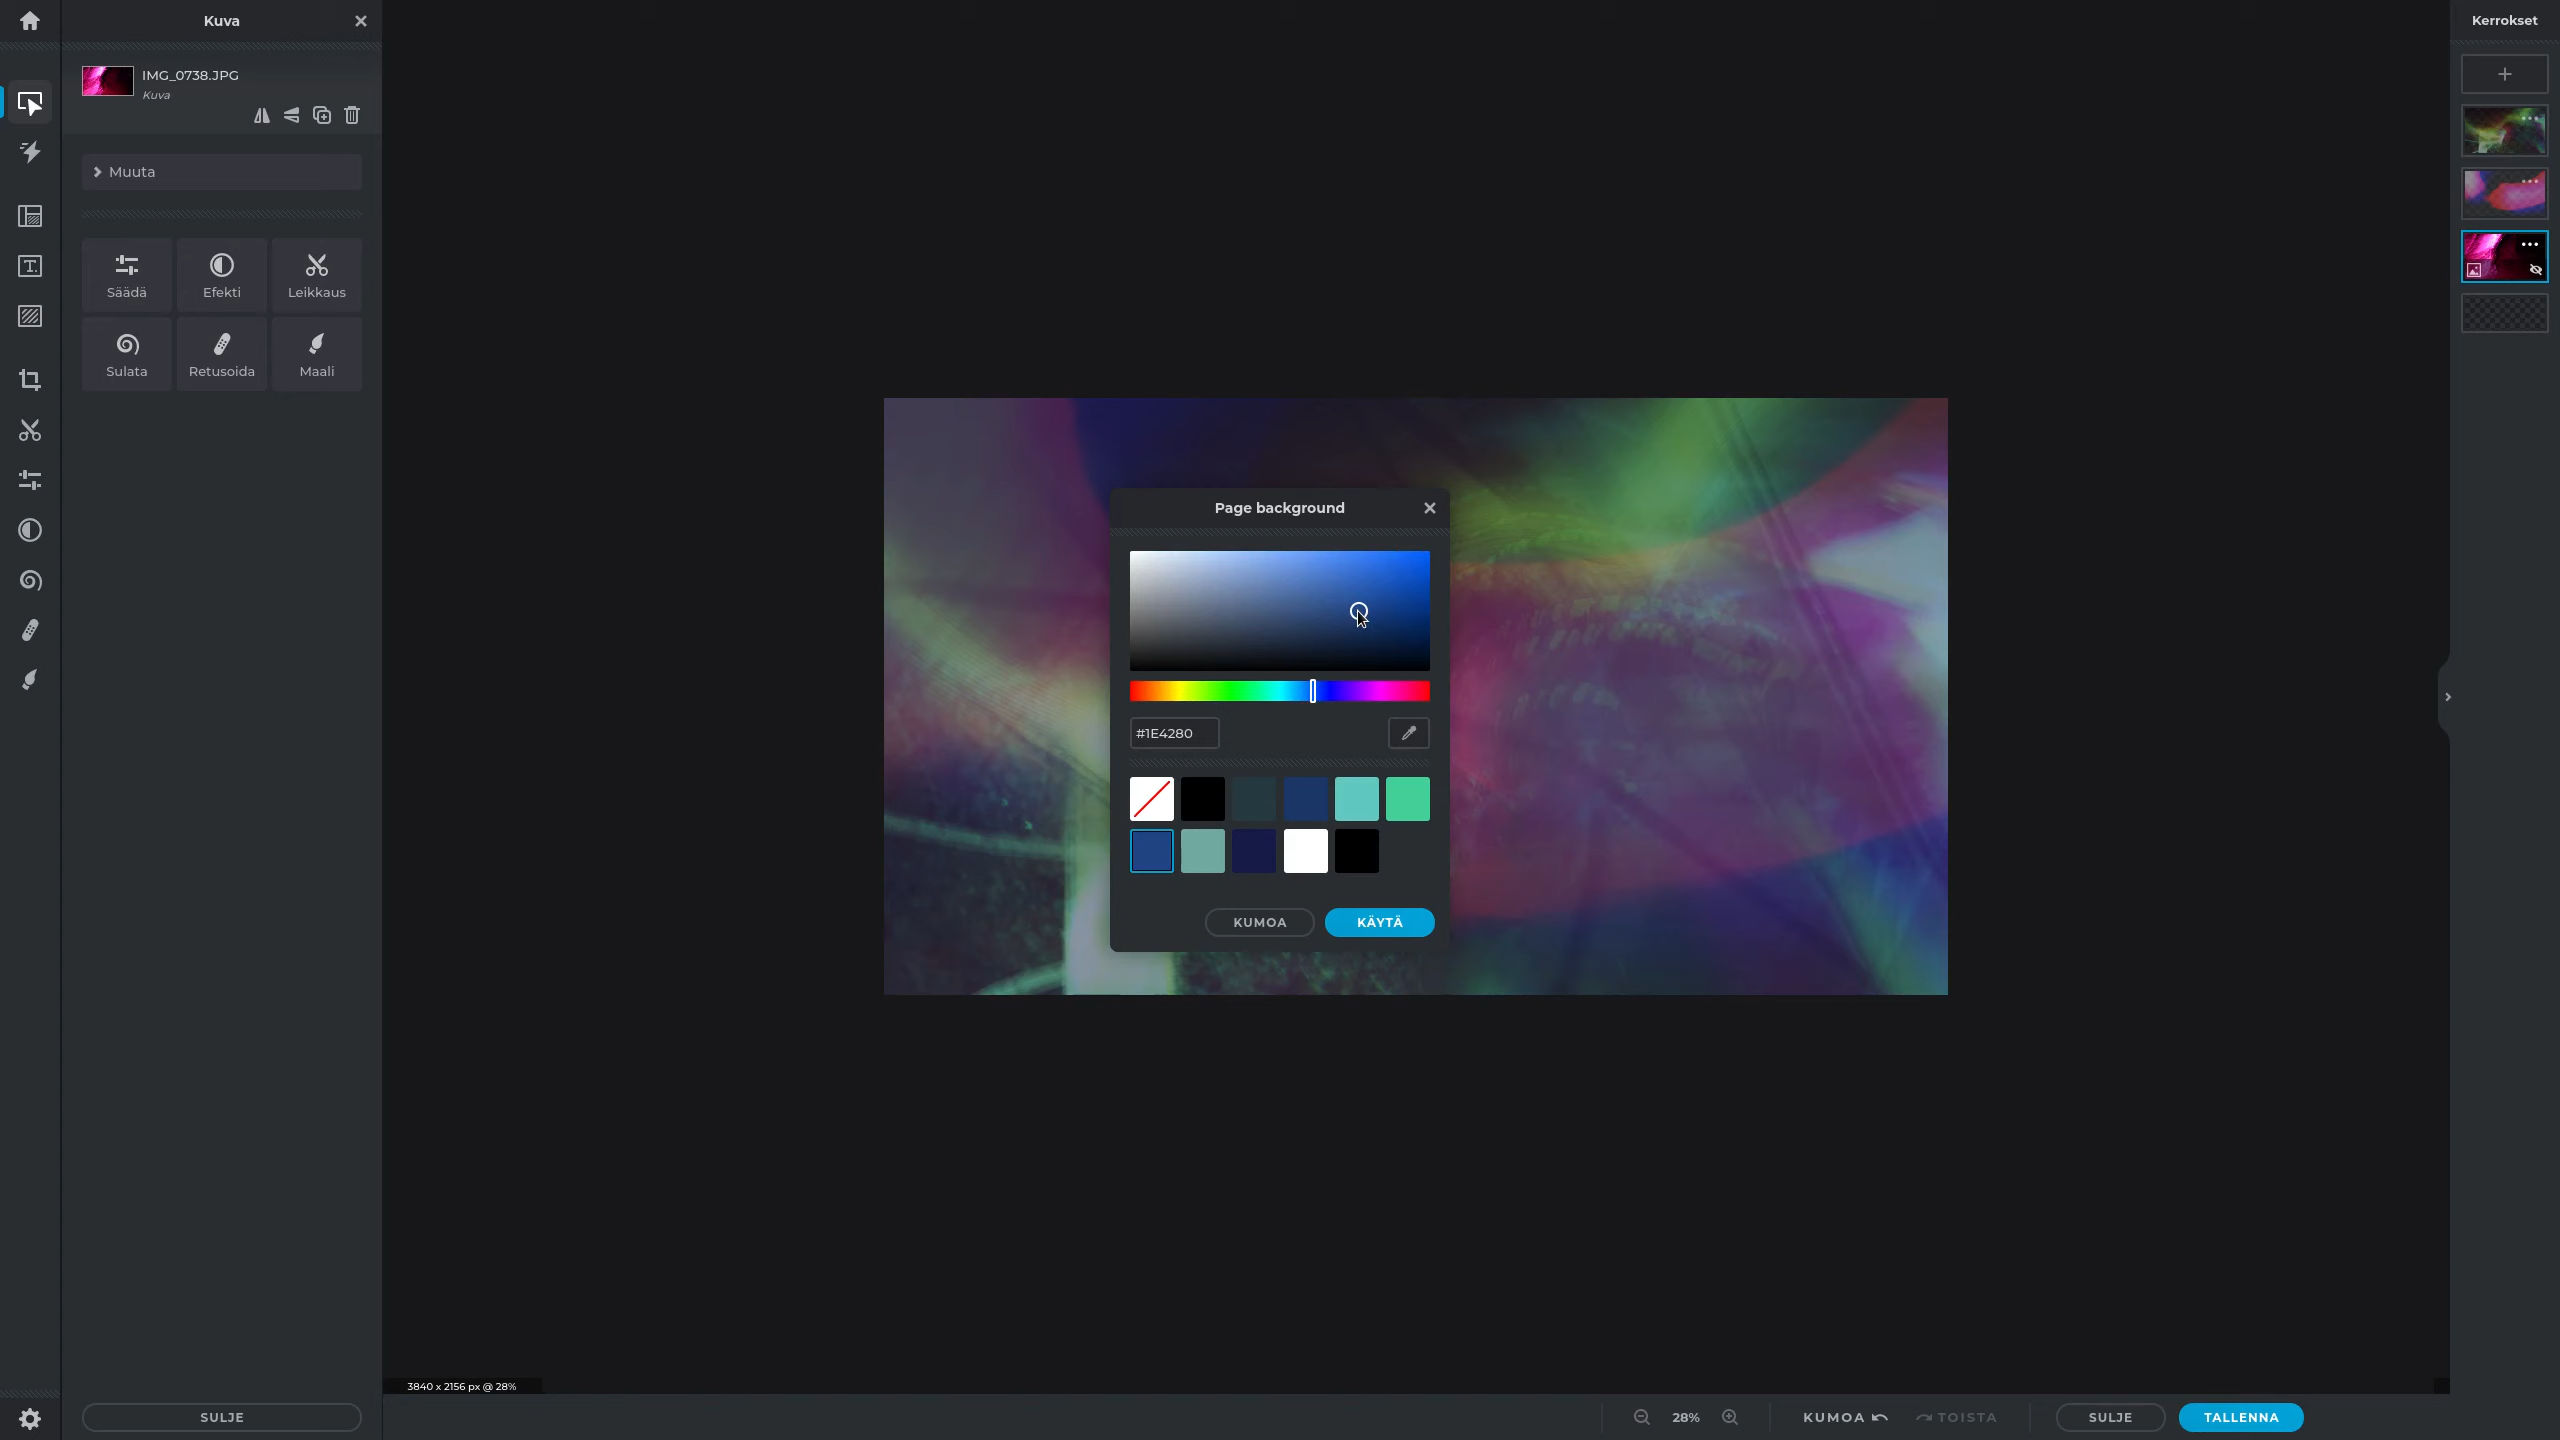 Kuva
IMG_0738.JPG
Kuva
Muuta
Säädä
Efekti
Leikkaus
Sulata
Retusoida
Maali
SULJE
Page background
#1E4280
KUMOA
KÄYTÄ
Kerrokset
3840 x 2156 px @ 28%
28%
KUMOA
TOISTA
SULJE
TALLENNA